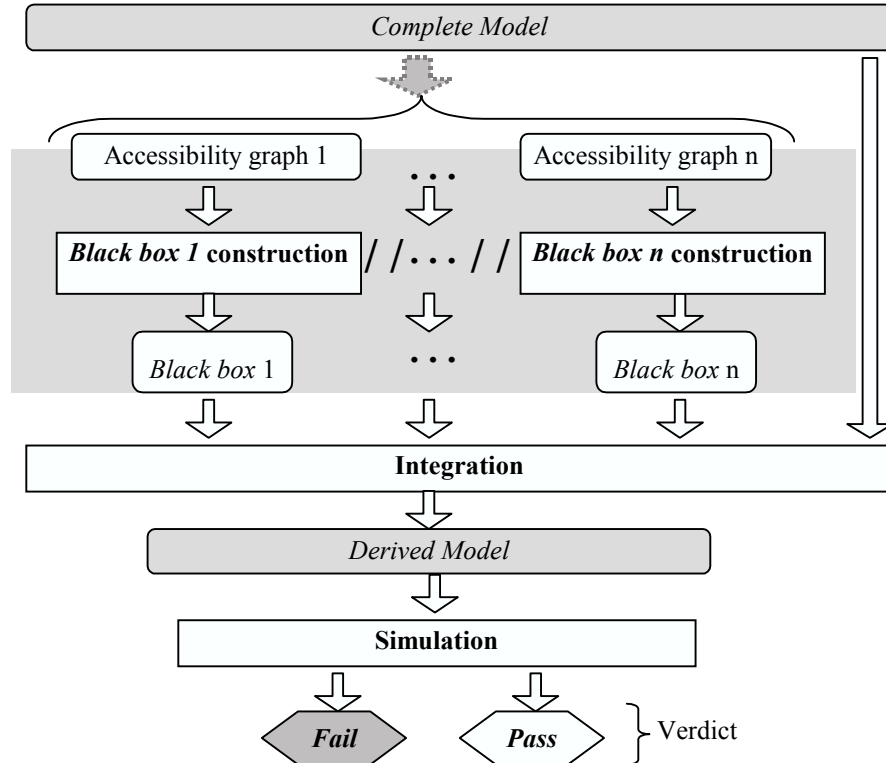 Complete Model
Accessibility graph 1
...
Accessibility graph n
Black box 1 construction
//...//
Black box n construction
Black box 1
...
Black box n
Integration
Derived Model
Simulation
Fail
Pass
Verdict